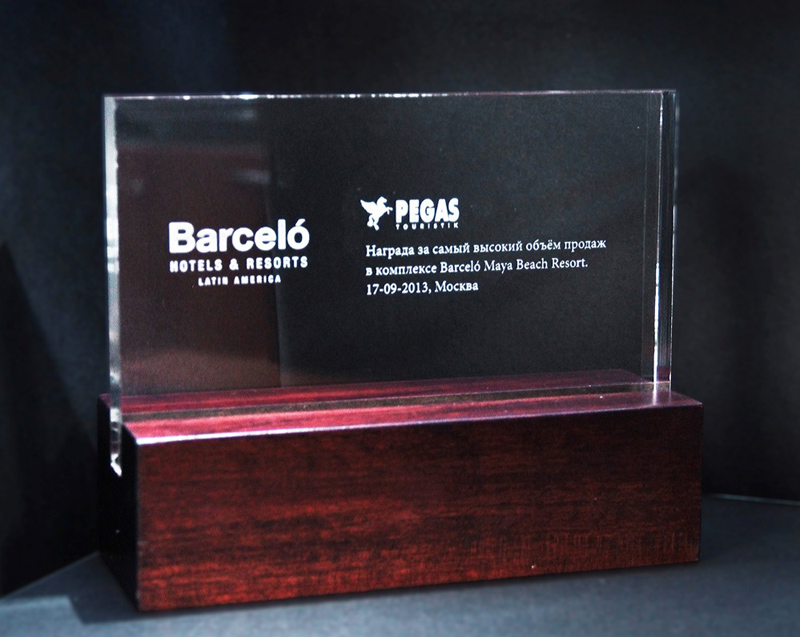 Barceló
HOTELS & RESORTS
LATIN AMERICA
PEGAS
TOURISTIK
Награда за самый высокий объём продаж
в комплексе Barceló Maya Beach Resort.
17-09-2013, Москва